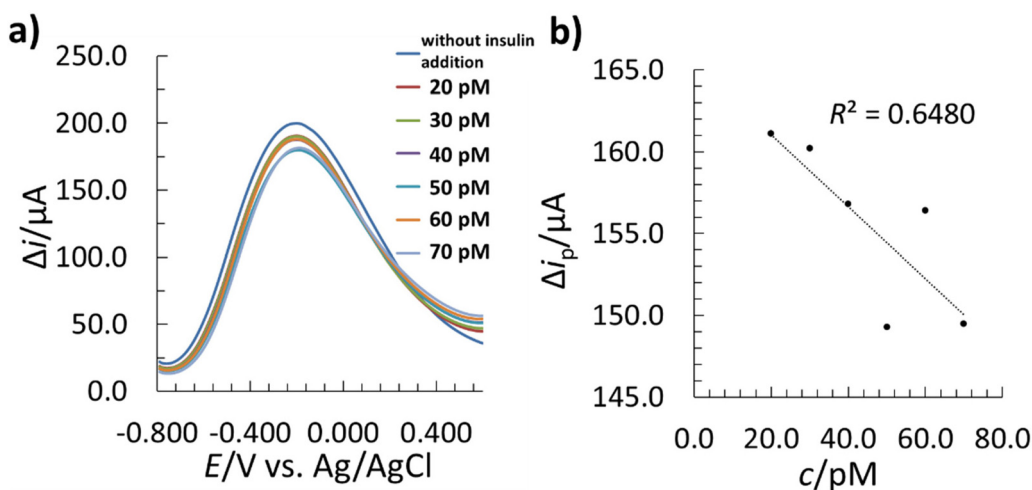 a)
250.0
200.0
150.0
100.0
50.0
0.0
Δi/μA
-0.800 -0.400 0.000 0.400
E/V vs. Ag/AgCl
without insulin
addition
20 pM
30 pM
40 pM
50 pM
60 pM
70 pM
b)
165.0
160.0
155.0
150.0
145.0
Δip/μA
R² = 0.6480
0.0 20.0 40.0 60.0 80.0
c/pM